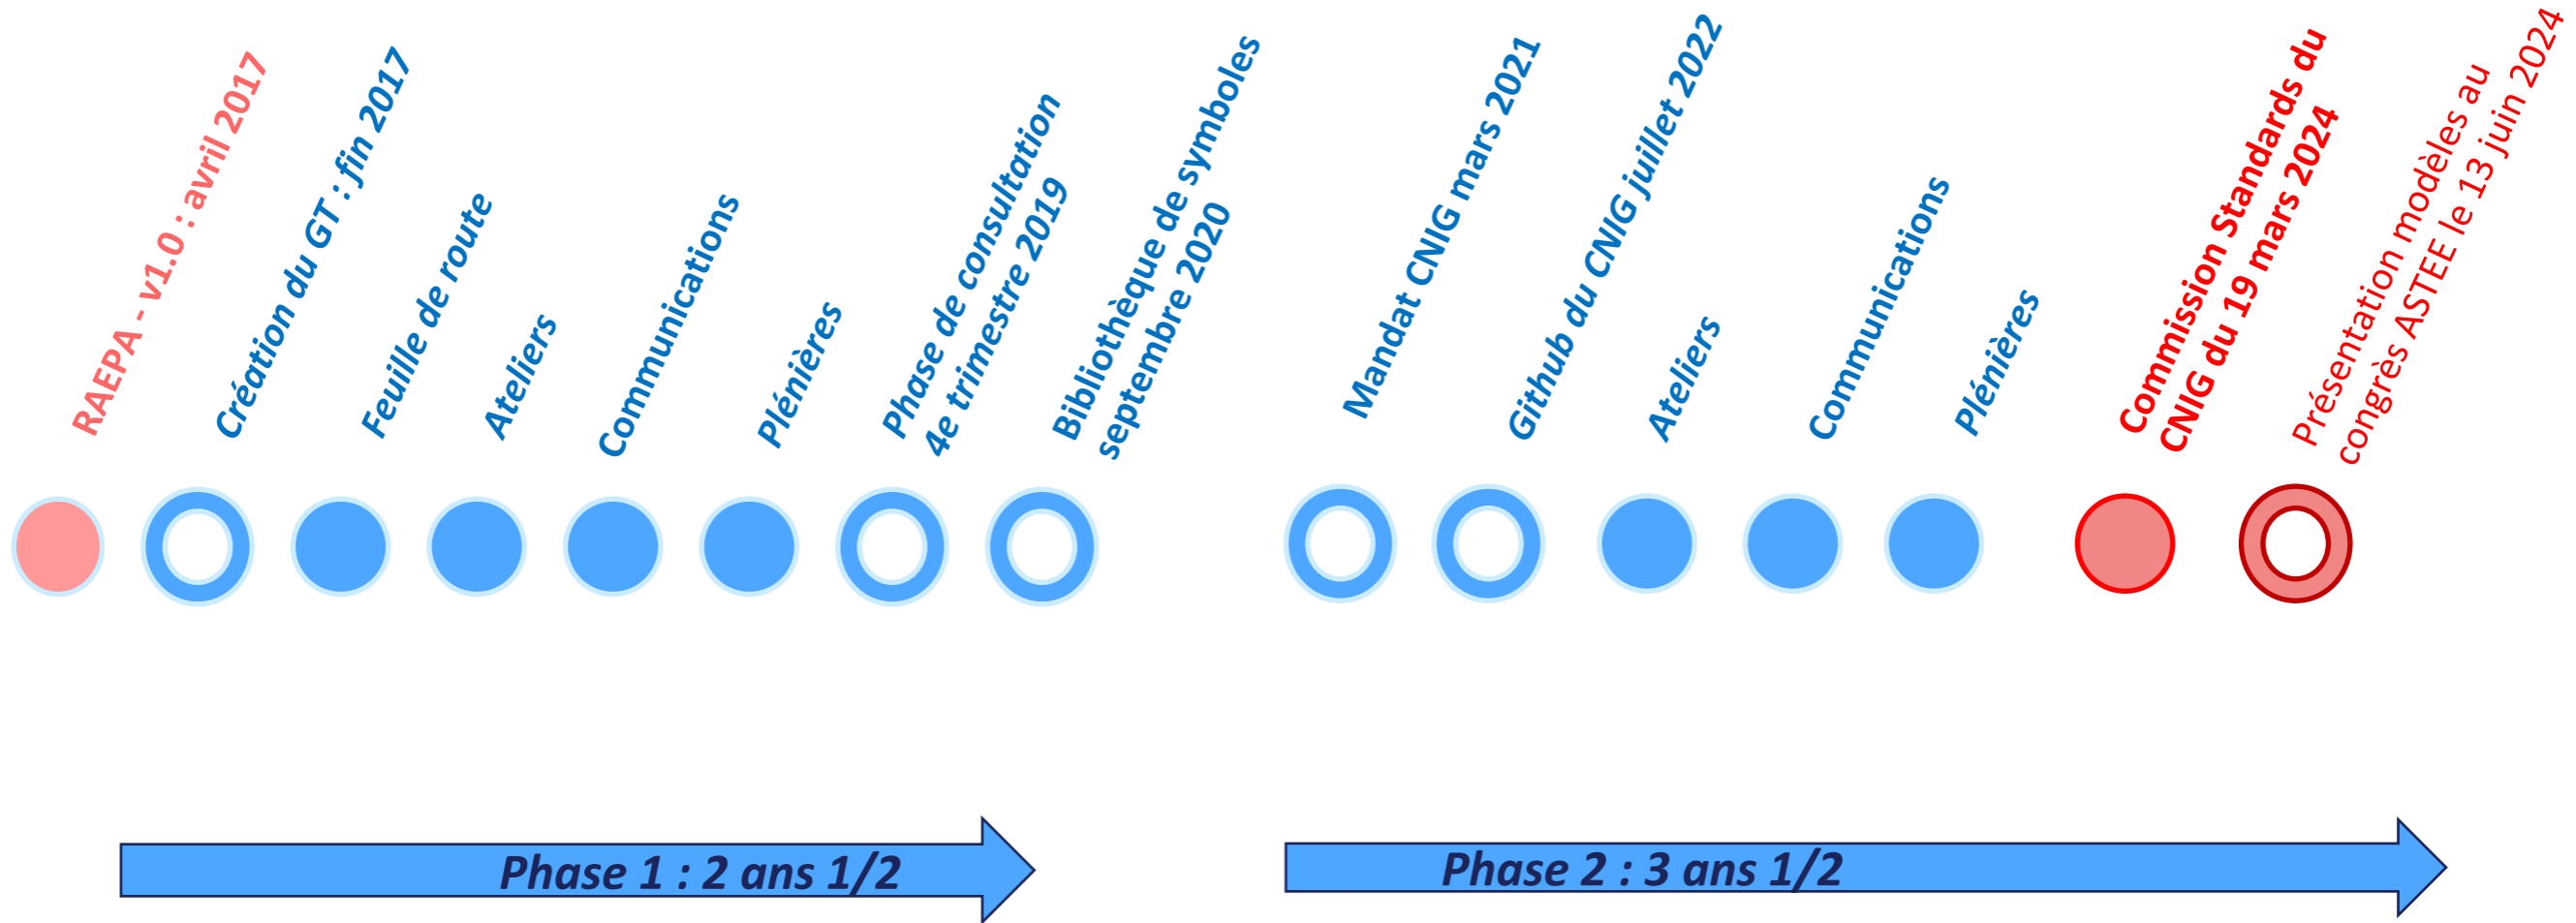 RAEPA - v1.0 : avril 2017
Création du GT : fin 2017
Feuille de route
Ateliers
Communications
Plénières
Phase de consultation
4e trimestre 2019
Bibliothèque de symboles
septembre 2020
Mandat CNIG mars 2021
Github du CNIG juillet 2022
Ateliers
Communications
Plénières
Commission Standards du
CNIG du 19 mars 2024
Présentation modèles au
congrès ASTEE le 13 juin 2024
Phase 1 : 2 ans 1/2
Phase 2 : 3 ans 1/2